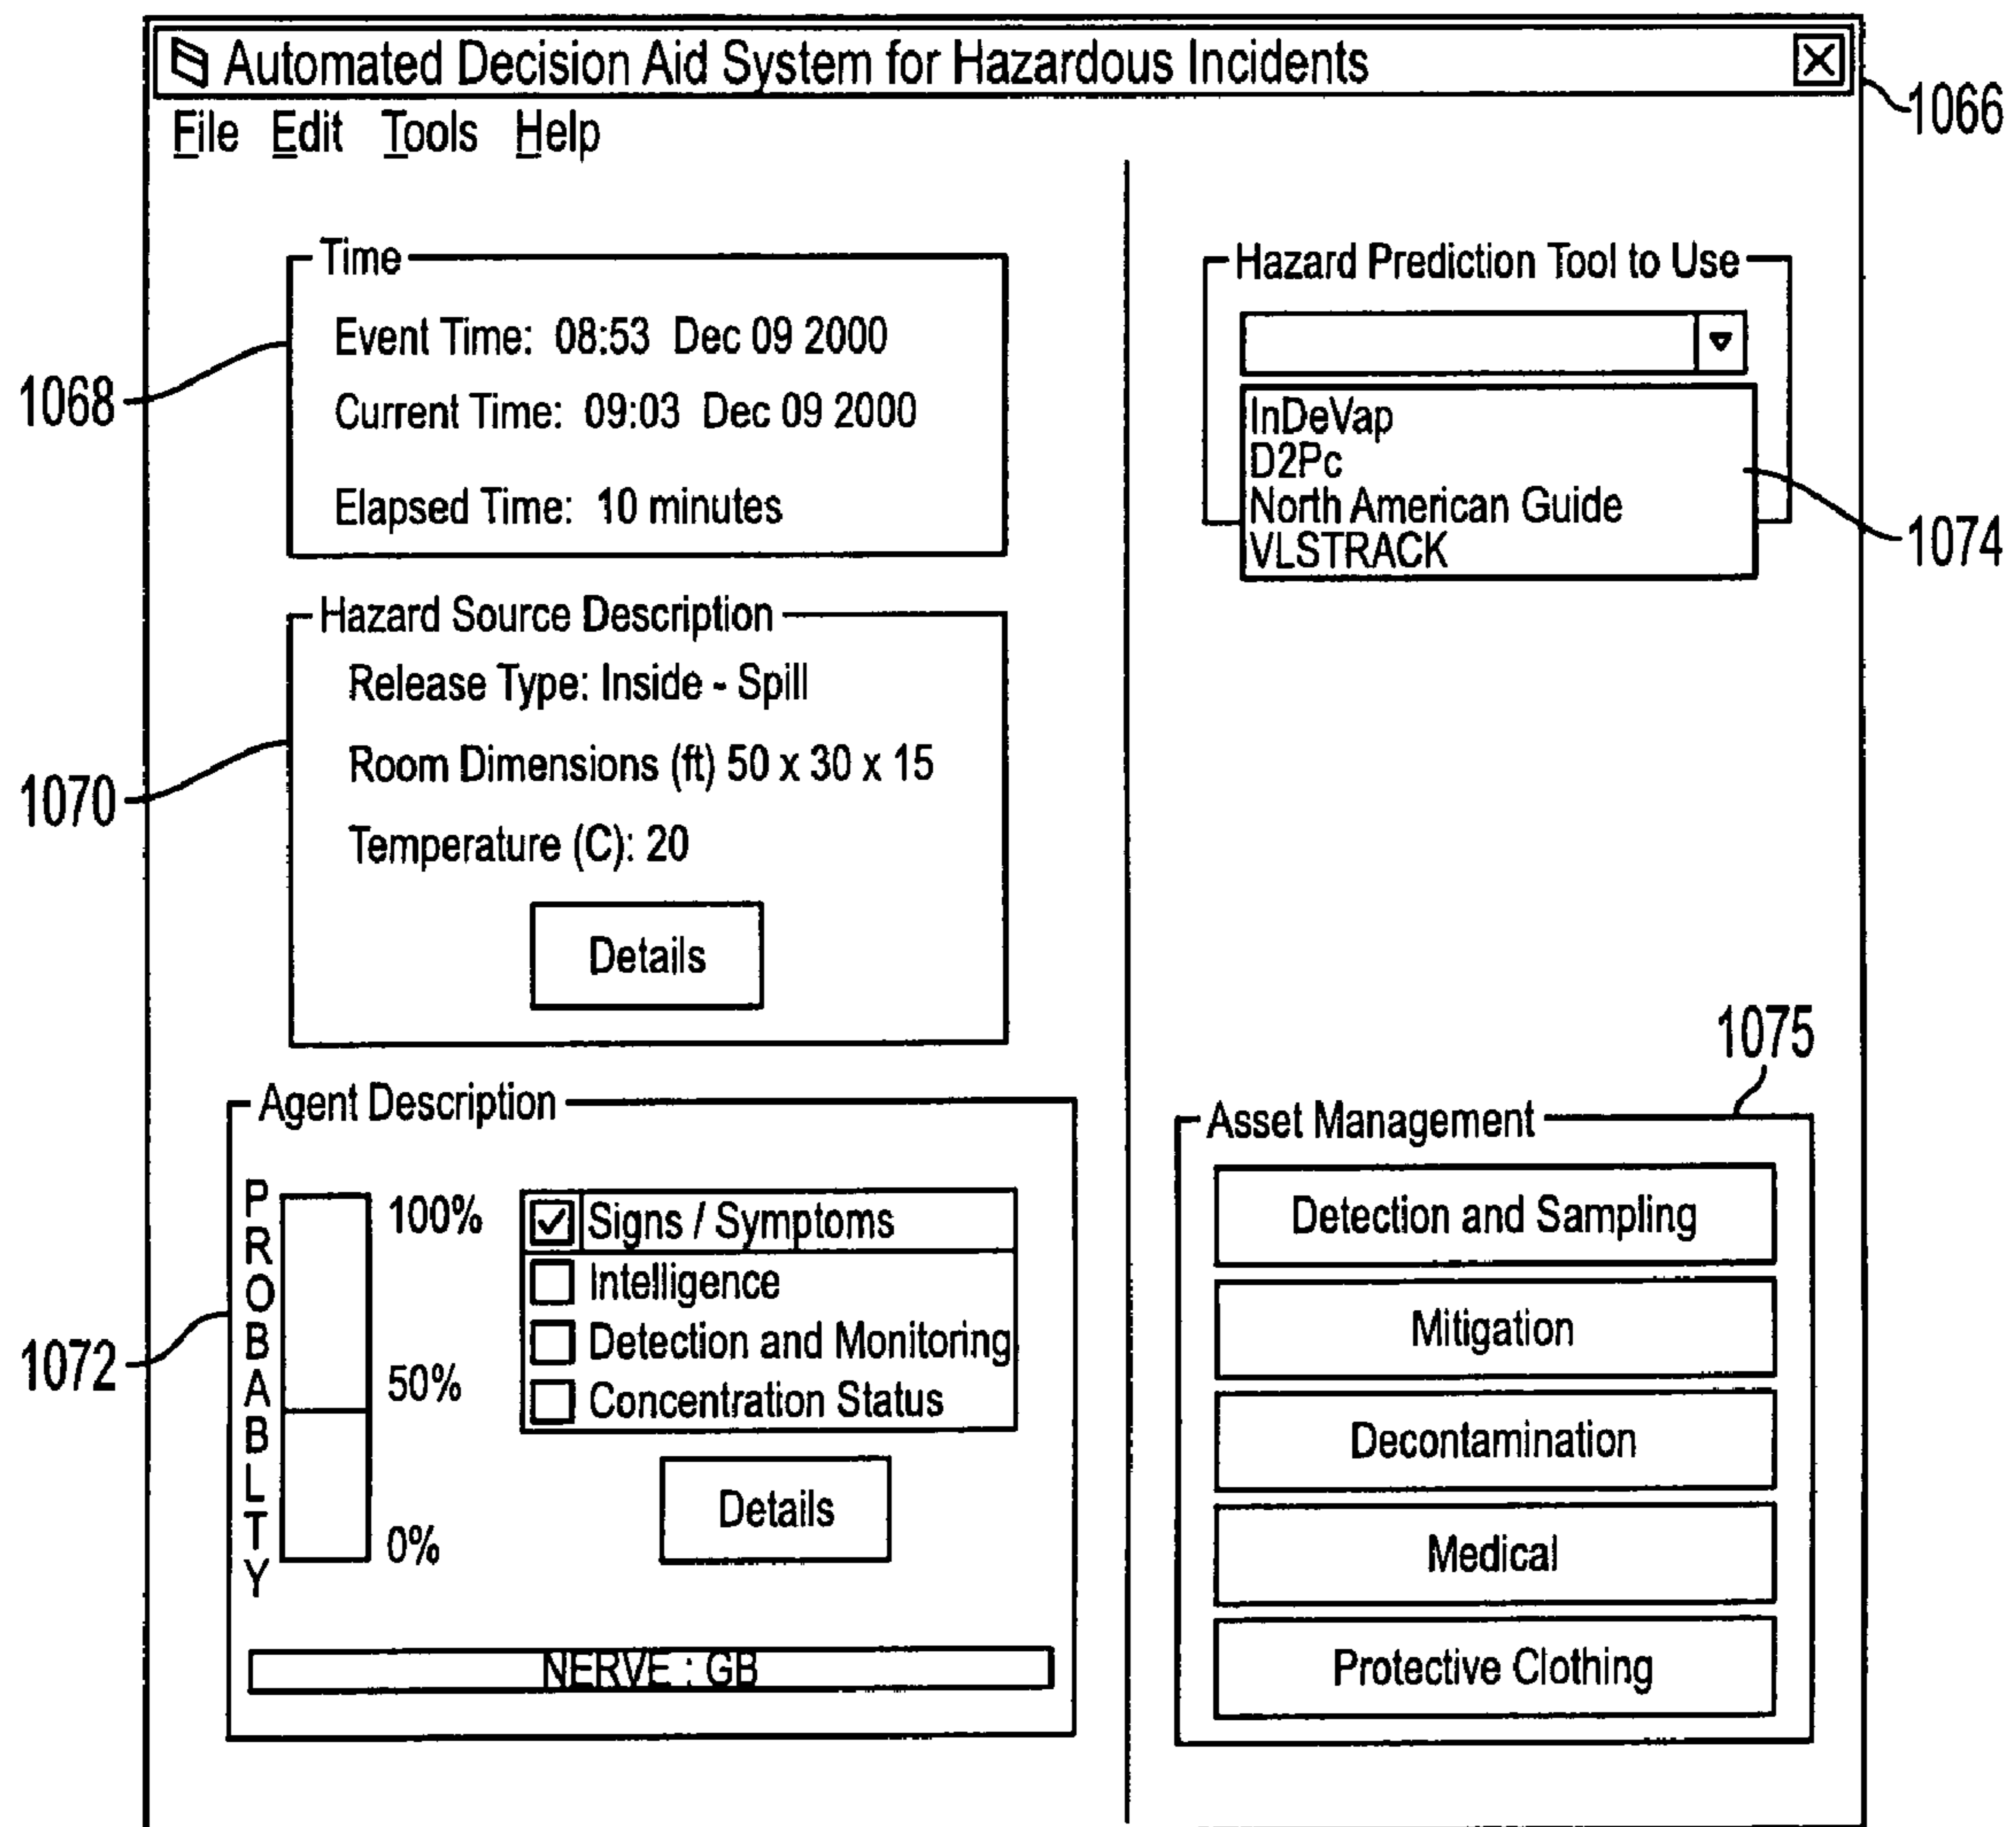 Automated Decision Aid System for Hazardous Incidents
1066
File Edit Tools Help
Time
Event Time: 08:53 Dec 09 2000
Current Time: 09:03 Dec 09 2000
Elapsed Time: 10 minutes
1068
Hazard Source Description
Release Type: Inside - Spill
Room Dimensions (ft) 50 x 30 x 15
Temperature (C): 20
Details
1070
Agent Description
PROBABLTY
100%
50%
0%
Signs / Symptoms
Intelligence
Detection and Monitoring
Concentration Status
Details
NERVE : GB
1072
Hazard Prediction Tool to Use
InDeVap
D2Pc
North American Guide
VLSTRACK
1074
1075
Asset Management
Detection and Sampling
Mitigation
Decontamination
Medical
Protective Clothing